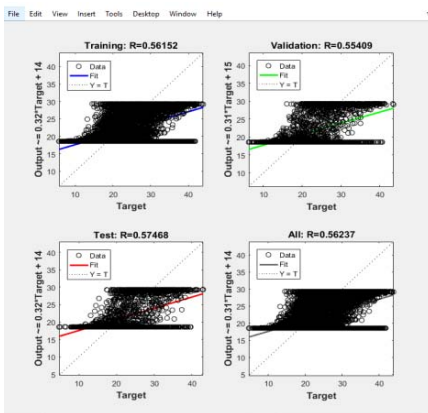 File Edit View Insert Tools Desktop Window Help
Training: R=0.56152
Output ~= 0.32*Target + 14
40
35
30
25
20
15
10
Data
Fit
Y = T
10 20 30 40
Target
Validation: R=0.55409
Output ~= 0.31*Target + 15
40
35
30
25
20
15
10
Data
Fit
Y = T
10 20 30 40
Target
Test: R=0.57468
Output ~= 0.32*Target + 14
40
35
30
25
20
15
10
5
Data
Fit
Y = T
10 20 30 40
Target
All: R=0.56237
Output ~= 0.31*Target + 14
40
35
30
25
20
15
10
5
Data
Fit
Y = T
10 20 30 40
Target